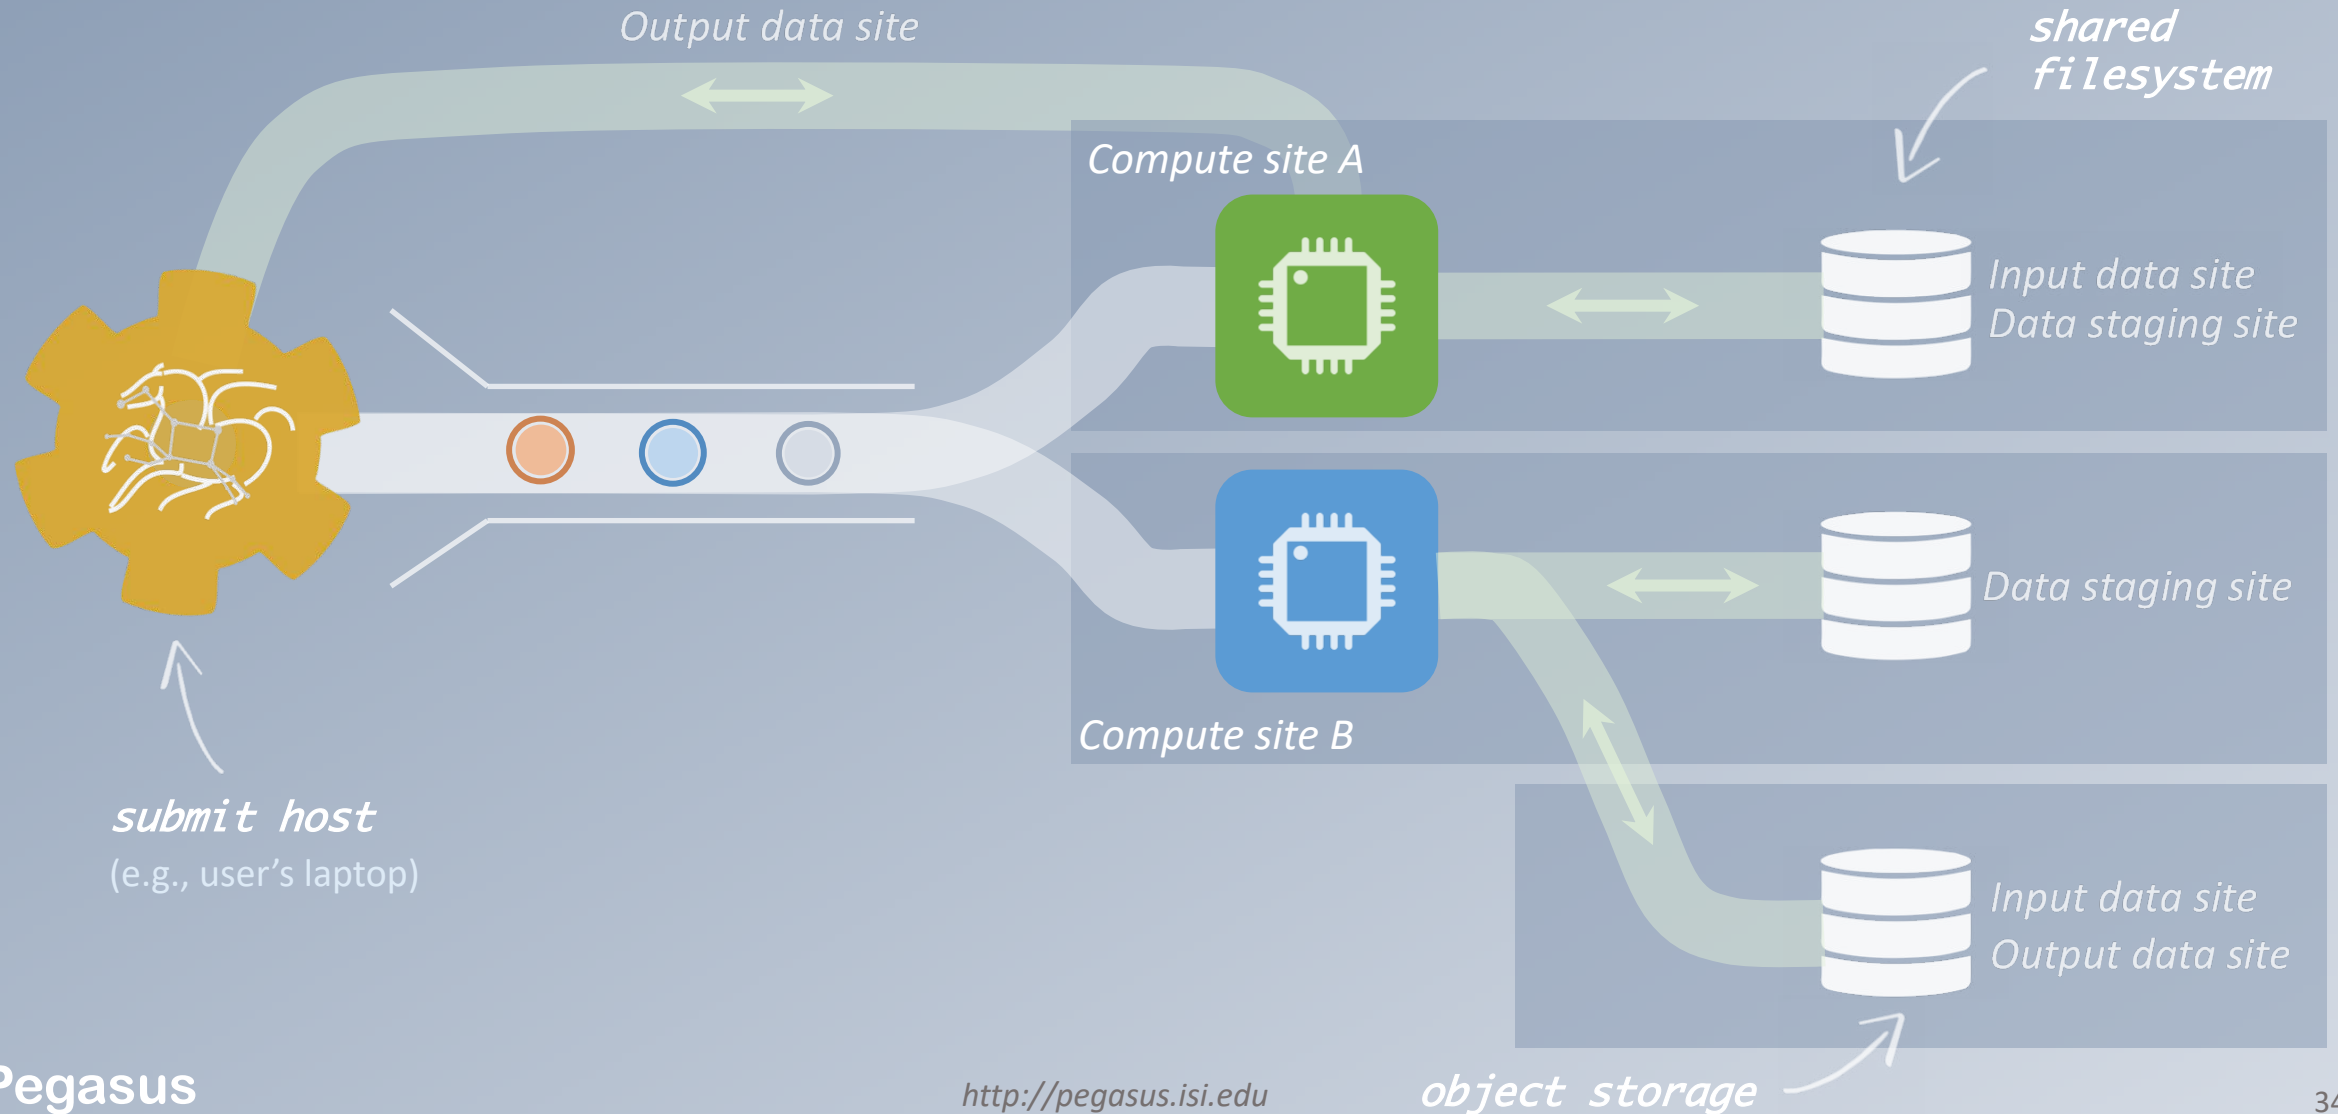 Output data site
shared
filesystem
Compute site A
Input data site
Data staging site
Data staging site
Compute site B
submit host
(e.g., user's laptop)
Input data site
Output data site
Pegasus
http://pegasus.isi.edu
object storage
34